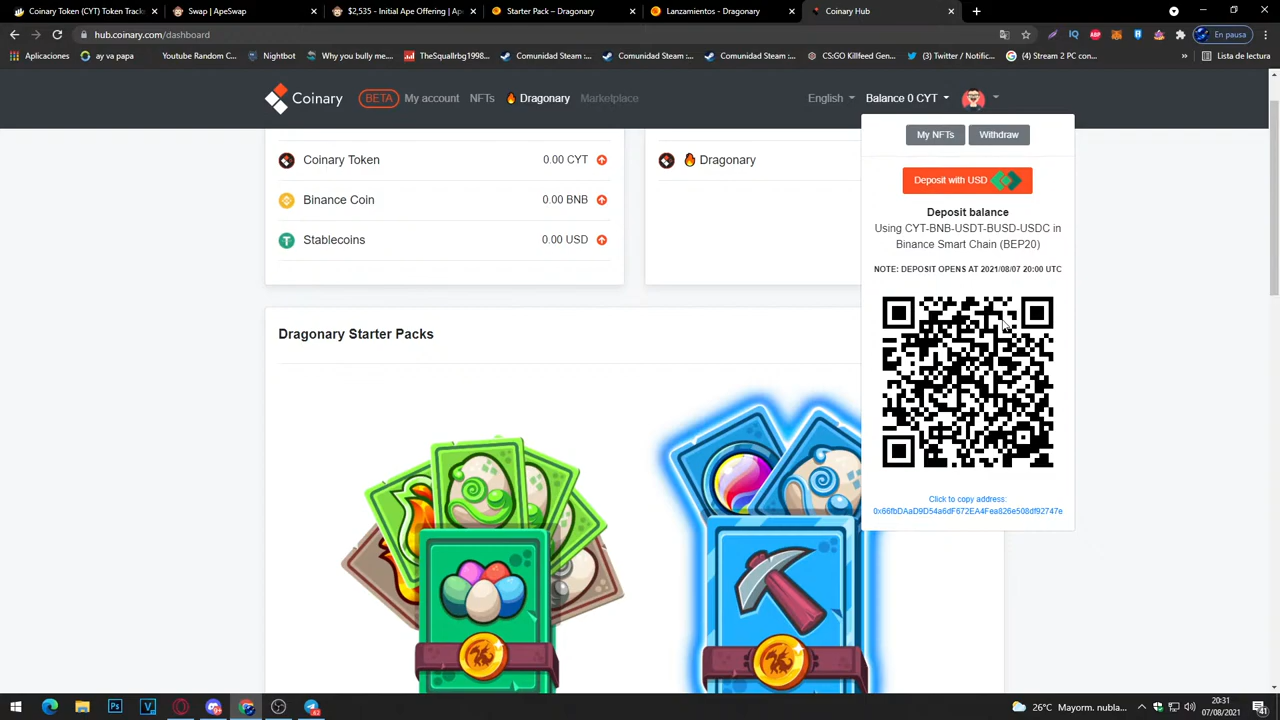 Coinary Token (CYT) Token Track
Swap | ApeSwap
$2,535 - Initial Ape Offering | Ap
Starter Pack – Dragonary
Lanzamientos - Dragonary
Coinary Hub
hub.coinary.com/dashboard
En pausa
Aplicaciones
ay va papa
Youtube Random C...
Nightbot
Why you mean bull...
TheSquallrbg1998...
Comunidad Steam :...
Comunidad Steam :...
Comunidad Steam :...
CS:GO Killfeed Gen...
(3) Twitter / Notific...
(4) Stream 2 PC con...
Lista de lectura
Coinary
BETA
My account
NFTs
Dragonary
Marketplace
English
Balance 0 CYT
My NFTs
Withdraw
Coinary Token
0.00 CYT
Dragonary
Deposit with USD
Binance Coin
0.00 BNB
Deposit balance
Using CYT-BNB-USDT-BUSD-USDC in
Binance Smart Chain (BEP20)
Stablecoins
0.00 USD
NOTE: DEPOSIT OPENS AT 2021/08/07 20:00 UTC
Dragonary Starter Packs
Click to copy address:
0x66fbDAaD9D54a6dF672EA4Fea826e508df92747e
26°C Mayorm. nubla...
20:31
07/08/2021